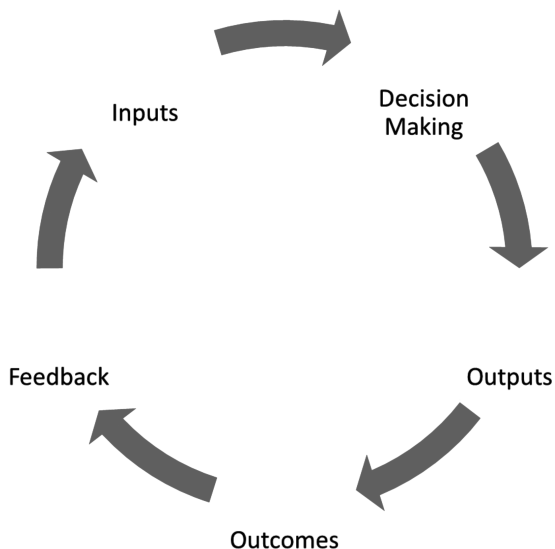 Inputs
Decision
Making
Outputs
Outcomes
Feedback